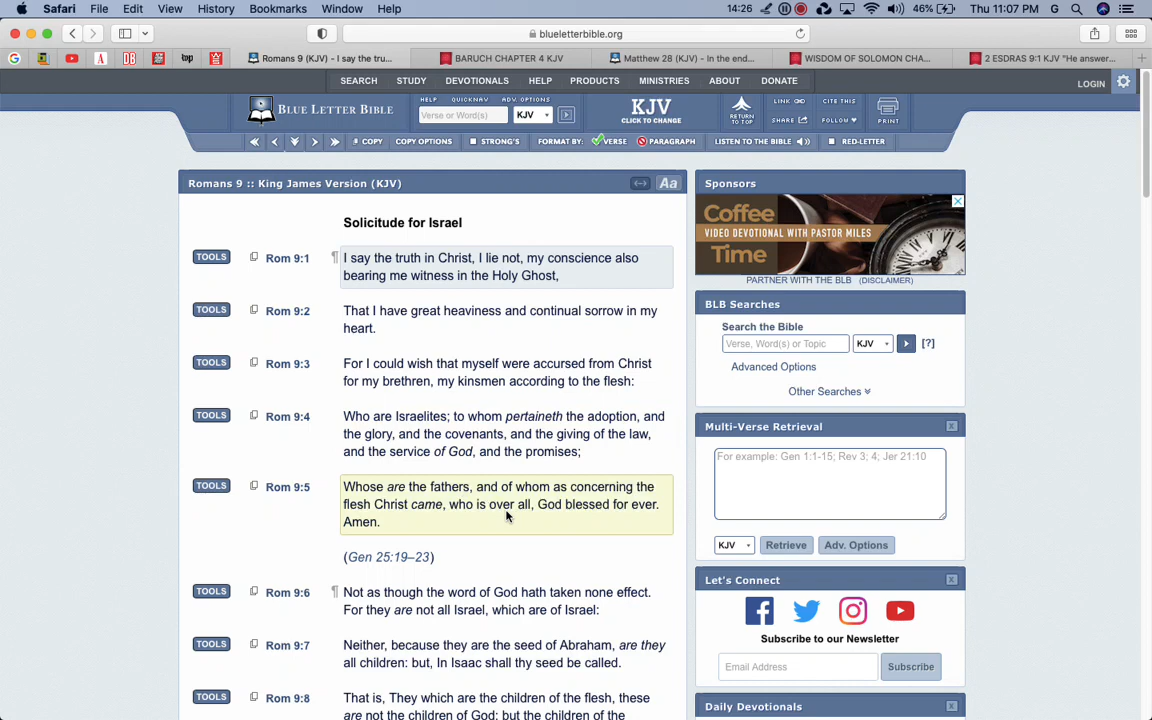 Safari File Edit View History Bookmarks Window Help 14:26 46% Thu 11:07 PM G
blueletterbible.org
Romans 9 (KJV) - I say the tru... BARUCH CHAPTER 4 KJV Matthew 28 (KJV) - In the end... WISDOM OF SOLOMON CHA... 2 ESDRAS 9:1 KJV "He answer...
SEARCH STUDY DEVOTIONALS HELP PRODUCTS MINISTRIES ABOUT DONATE LOGIN
BLUE LETTER BIBLE
HELP QUICKNAV ADV. OPTIONS
Verse or Word(s) KJV
KJV
CLICK TO CHANGE
RETURN
TO TOP
LINK CITE THIS
SHARE FOLLOW
PRINT
COPY COPY OPTIONS STRONG'S FORMAT BY: VERSE PARAGRAPH LISTEN TO THE BIBLE RED-LETTER
Romans 9 :: King James Version (KJV) Aa
Solicitude for Israel
TOOLS Rom 9:1 ¶ I say the truth in Christ, I lie not, my conscience also
bearing me witness in the Holy Ghost,
TOOLS Rom 9:2 That I have great heaviness and continual sorrow in my
heart.
TOOLS Rom 9:3 For I could wish that myself were accursed from Christ
for my brethren, my kinsmen according to the flesh:
TOOLS Rom 9:4 Who are Israelites; to whom pertaineth the adoption, and
the glory, and the covenants, and the giving of the law,
and the service of God, and the promises;
TOOLS Rom 9:5 Whose are the fathers, and of whom as concerning the
flesh Christ came, who is over all, God blessed for ever.
Amen.
(Gen 25:19–23)
TOOLS Rom 9:6 ¶ Not as though the word of God hath taken none effect.
For they are not all Israel, which are of Israel:
TOOLS Rom 9:7 Neither, because they are the seed of Abraham, are they
all children: but, In Isaac shall thy seed be called.
TOOLS Rom 9:8 That is, They which are the children of the flesh, these
are not the children of God: but the children of the
Sponsors
Coffee
VIDEO DEVOTIONAL WITH PASTOR MILES
Time
PARTNER WITH THE BLB (DISCLAIMER)
BLB Searches
Search the Bible
Verse, Word(s) or Topic KJV [?]
Advanced Options
Other Searches
Multi-Verse Retrieval
For example: Gen 1:1-15; Rev 3; 4; Jer 21:10
KJV Retrieve Adv. Options
Let's Connect
Subscribe to our Newsletter
Email Address Subscribe
Daily Devotionals